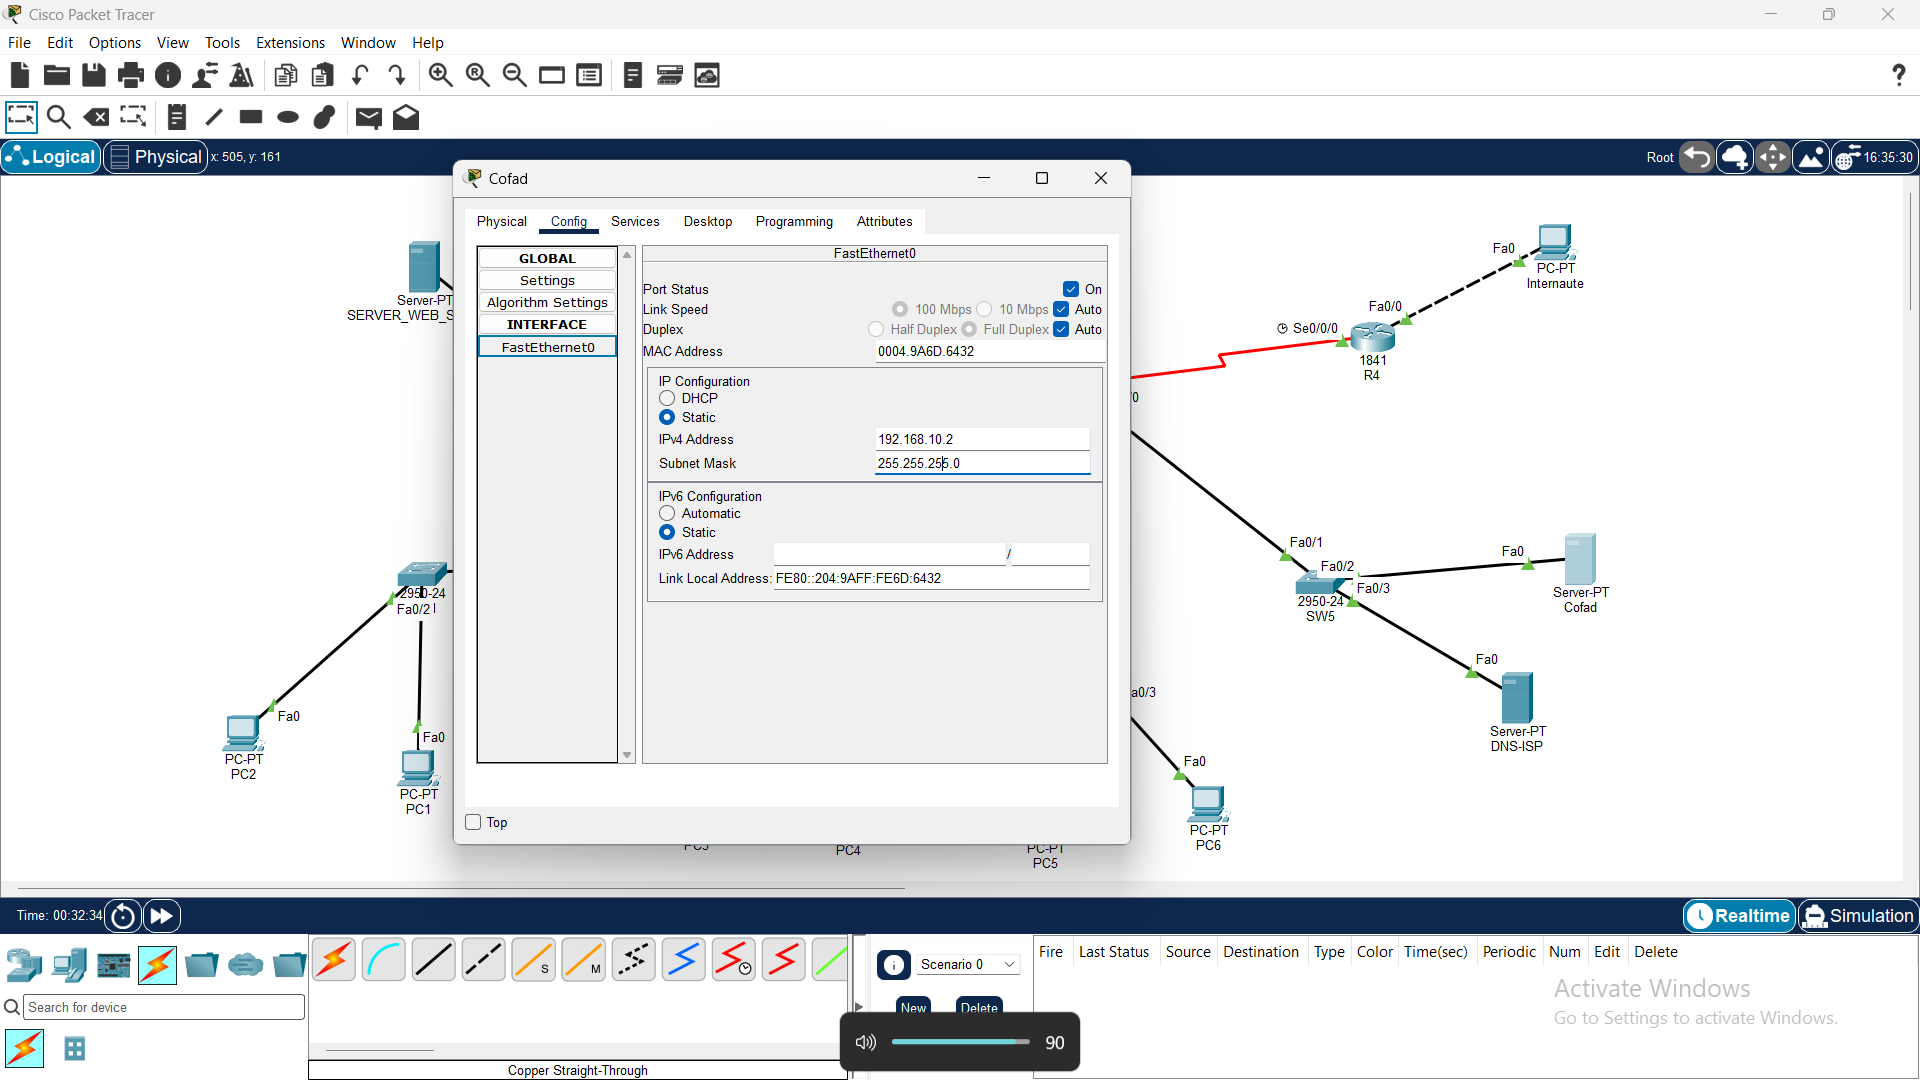 Cisco Packet Tracer
File Edit Options View Tools Extensions Window Help
Logical Physical x: 505, y: 161 Root 16:35:30
Cofad
Physical Config Services Desktop Programming Attributes
GLOBAL
Settings
Algorithm Settings
INTERFACE
FastEthernet0
FastEthernet0
Port Status On
Link Speed 100 Mbps 10 Mbps Auto
Duplex Half Duplex Full Duplex Auto
MAC Address 0004.9A6D.6432
IP Configuration
DHCP
Static
IPv4 Address 192.168.10.2
Subnet Mask 255.255.255.0
IPv6 Configuration
Automatic
Static
IPv6 Address /
Link Local Address: FE80::204:9AFF:FE6D:6432
Top
Server-PT
SERVER_WEB_S
2950-24
Fa0/2
Fa0
PC-PT
PC2
Fa0
PC-PT
PC1
PC3
PC4
PC-PT
PC5
a0/3
Fa0
PC-PT
PC6
/0
Fa0
PC-PT
Internaute
Fa0/0
Se0/0/0
1841
R4
Fa0/1
Fa0/2
Fa0/3
2950-24
SW5
Fa0
Server-PT
Cofad
Fa0
Server-PT
DNS-ISP
Time: 00:32:34 Realtime Simulation
Search for device
S
M
Copper Straight-Through
Scenario 0
New Delete
Fire Last Status Source Destination Type Color Time(sec) Periodic Num Edit Delete
Activate Windows
Go to Settings to activate Windows.
90